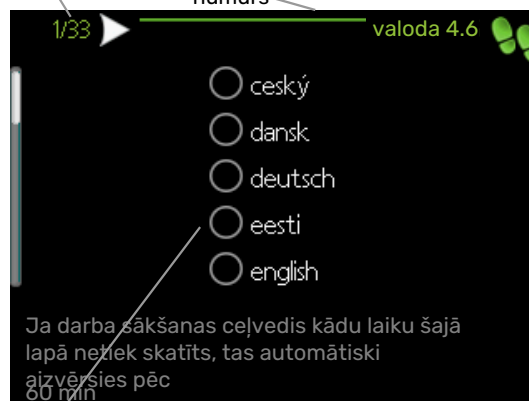 numurs
1/33
valoda 4.6
ceský
dansk
deutsch
eesti
english
Ja darba sākšanas ceļvedis kādu laiku šajā
lapā netiek skatīts, tas automātiski
aizvērsies pēc
60 min